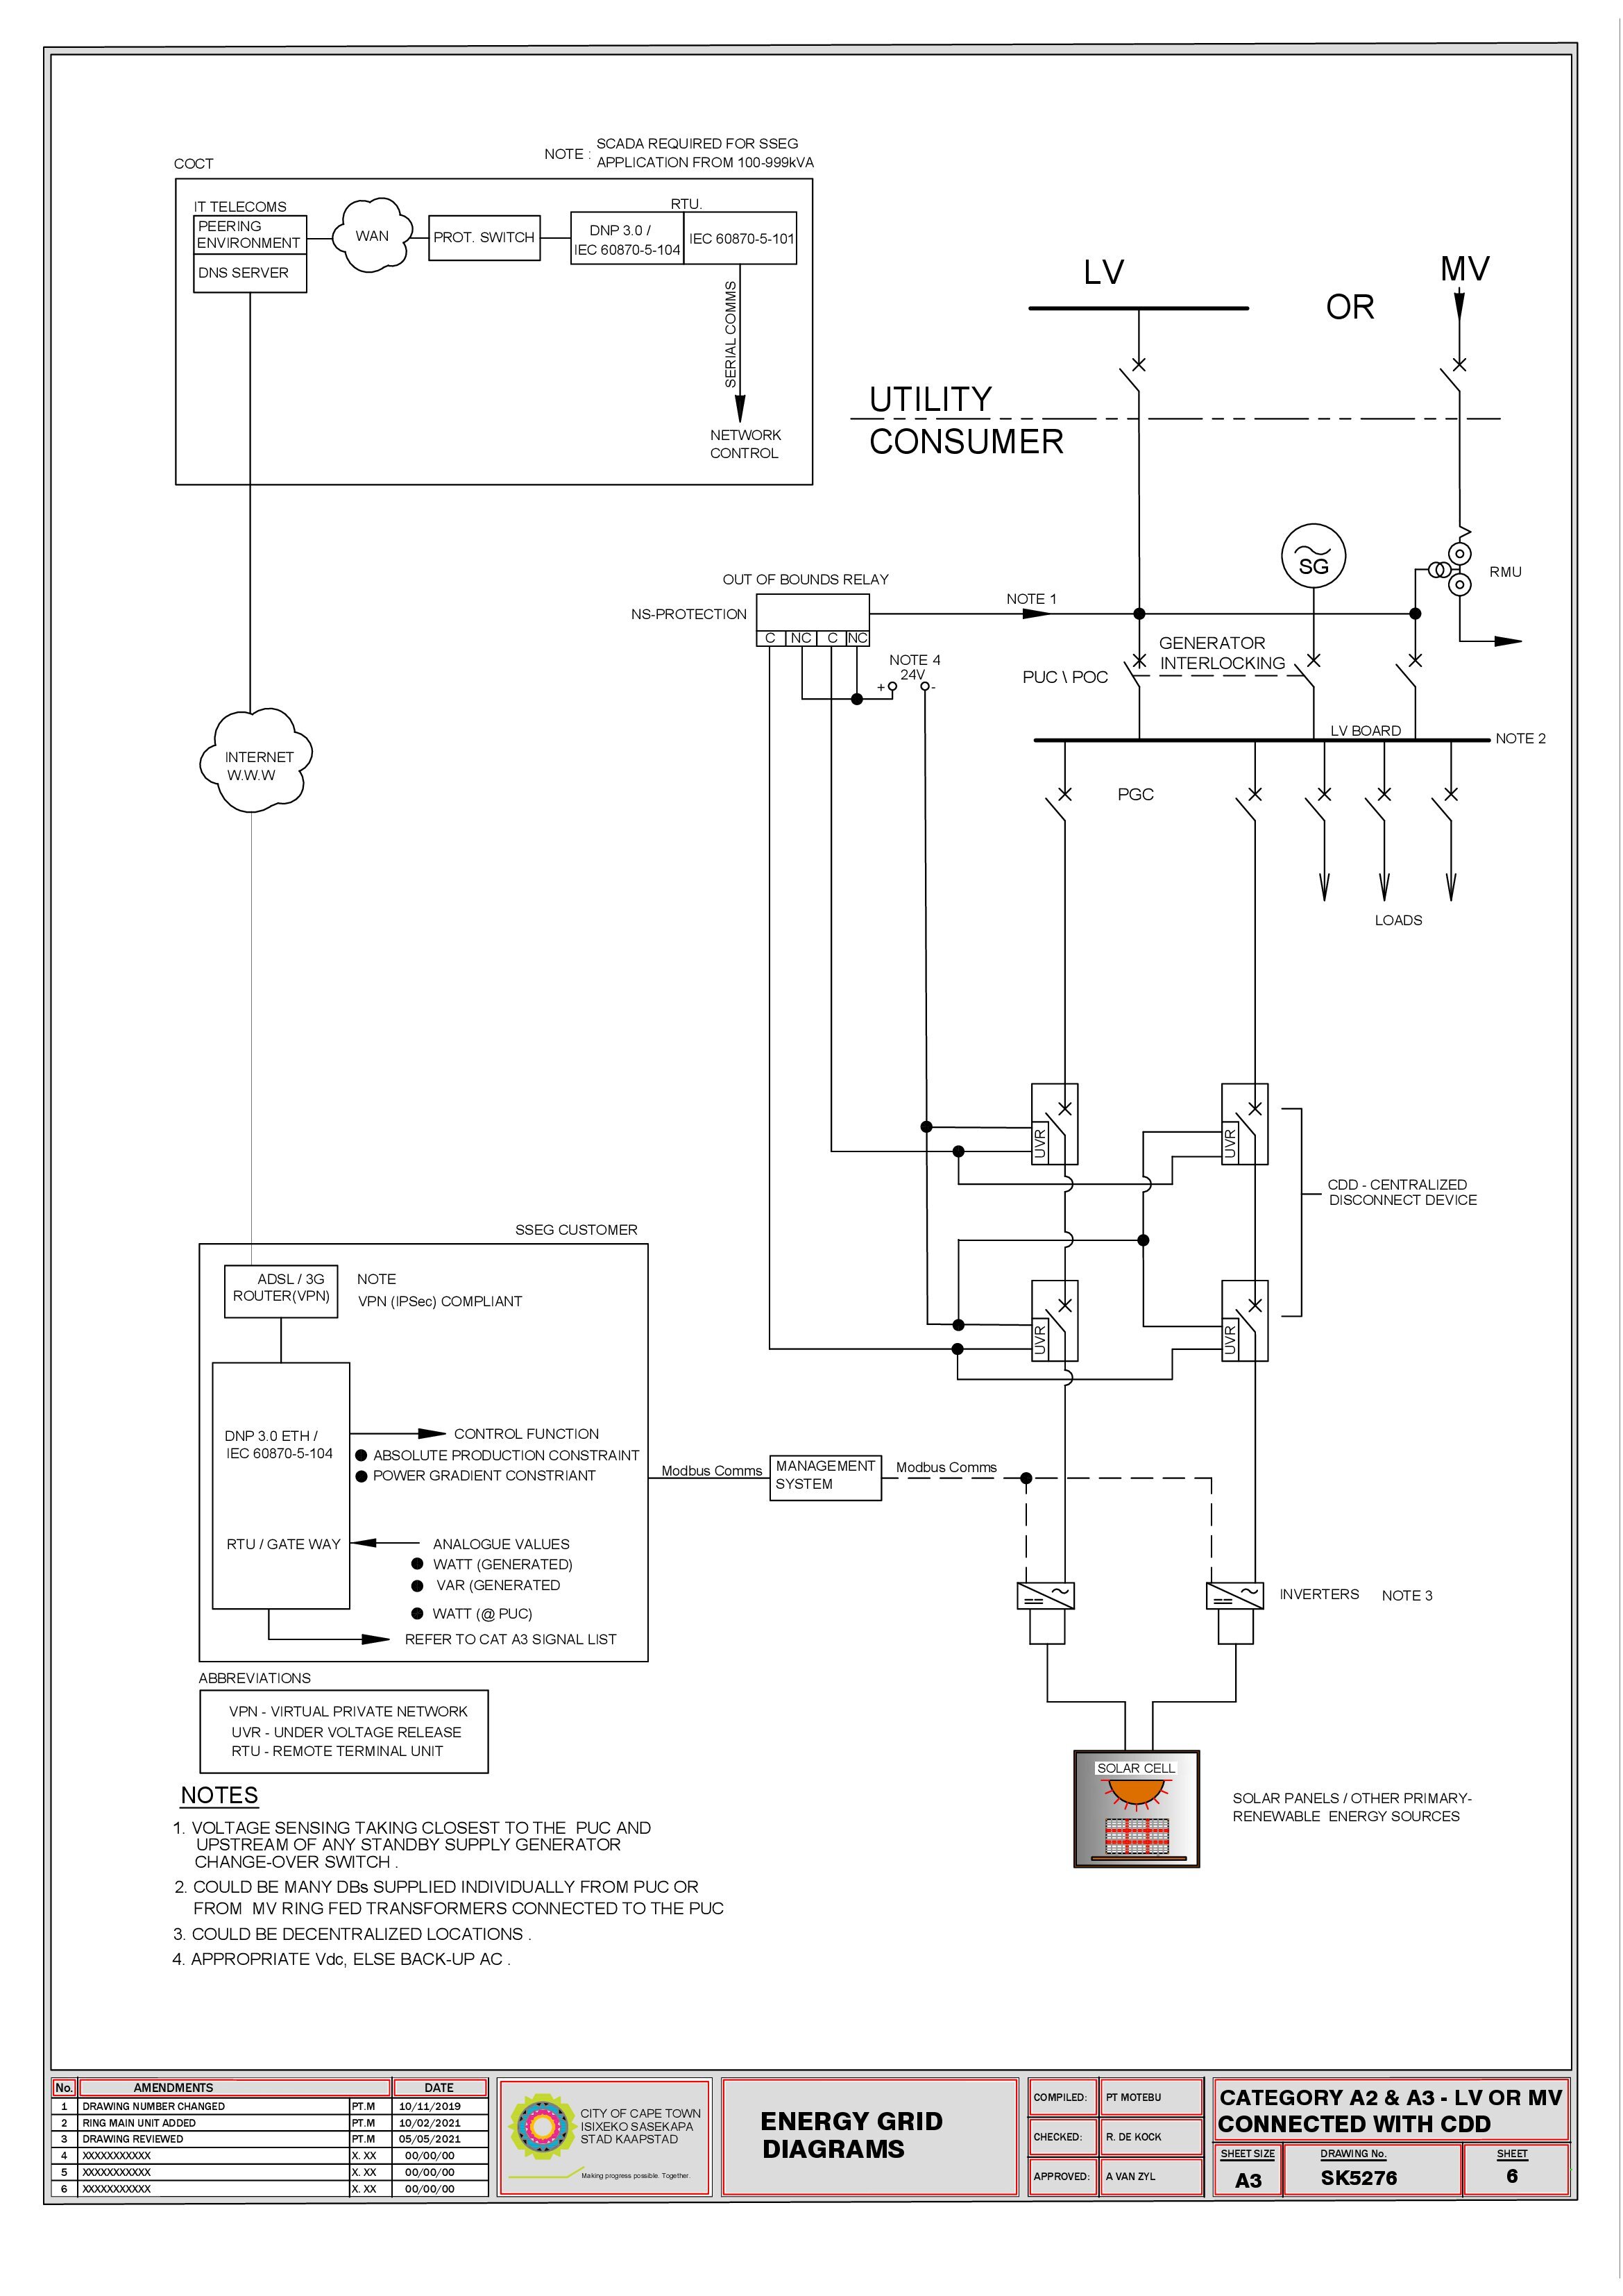 COCT
NOTE : SCADA REQUIRED FOR SSEG
APPLICATION FROM 100-999kVA
IT TELECOMS
PEERING
ENVIRONMENT
DNS SERVER
WAN
PROT. SWITCH
RTU.
DNP 3.0 /
IEC 60870-5-104
IEC 60870-5-101
SERIAL COMMS
NETWORK
CONTROL
LV
OR
MV
UTILITY
CONSUMER
SG
RMU
OUT OF BOUNDS RELAY
NS-PROTECTION
C NC C NC
NOTE 1
NOTE 4
24V
+ -
GENERATOR
INTERLOCKING
PUC \ POC
LV BOARD
NOTE 2
PGC
LOADS
INTERNET
W.W.W
UVR
UVR
UVR
UVR
CDD - CENTRALIZED
DISCONNECT DEVICE
SSEG CUSTOMER
ADSL / 3G
ROUTER(VPN)
NOTE
VPN (IPSec) COMPLIANT
DNP 3.0 ETH /
IEC 60870-5-104
RTU / GATE WAY
CONTROL FUNCTION
ABSOLUTE PRODUCTION CONSTRAINT
POWER GRADIENT CONSTRIANT
ANALOGUE VALUES
WATT (GENERATED)
VAR (GENERATED
WATT (@ PUC)
REFER TO CAT A3 SIGNAL LIST
Modbus Comms
MANAGEMENT
SYSTEM
Modbus Comms
INVERTERS NOTE 3
SOLAR CELL
SOLAR PANELS / OTHER PRIMARY-
RENEWABLE ENERGY SOURCES
ABBREVIATIONS
VPN - VIRTUAL PRIVATE NETWORK
UVR - UNDER VOLTAGE RELEASE
RTU - REMOTE TERMINAL UNIT
NOTES
1. VOLTAGE SENSING TAKING CLOSEST TO THE PUC AND
UPSTREAM OF ANY STANDBY SUPPLY GENERATOR
CHANGE-OVER SWITCH .
2. COULD BE MANY DBs SUPPLIED INDIVIDUALLY FROM PUC OR
FROM MV RING FED TRANSFORMERS CONNECTED TO THE PUC
3. COULD BE DECENTRALIZED LOCATIONS .
4. APPROPRIATE Vdc, ELSE BACK-UP AC .
No. AMENDMENTS DATE
1 DRAWING NUMBER CHANGED PT.M 10/11/2019
2 RING MAIN UNIT ADDED PT.M 10/02/2021
3 DRAWING REVIEWED PT.M 05/05/2021
4 XXXXXXXXXXX X. XX 00/00/00
5 XXXXXXXXXXX X. XX 00/00/00
6 XXXXXXXXXXX X. XX 00/00/00
CITY OF CAPE TOWN
ISIXEKO SASEKAPA
STAD KAAPSTAD
Making progress possible. Together.
ENERGY GRID
DIAGRAMS
COMPILED: PT MOTEBU
CHECKED: R. DE KOCK
APPROVED: A VAN ZYL
CATEGORY A2 & A3 - LV OR MV
CONNECTED WITH CDD
SHEET SIZE
A3
DRAWING No.
SK5276
SHEET
6